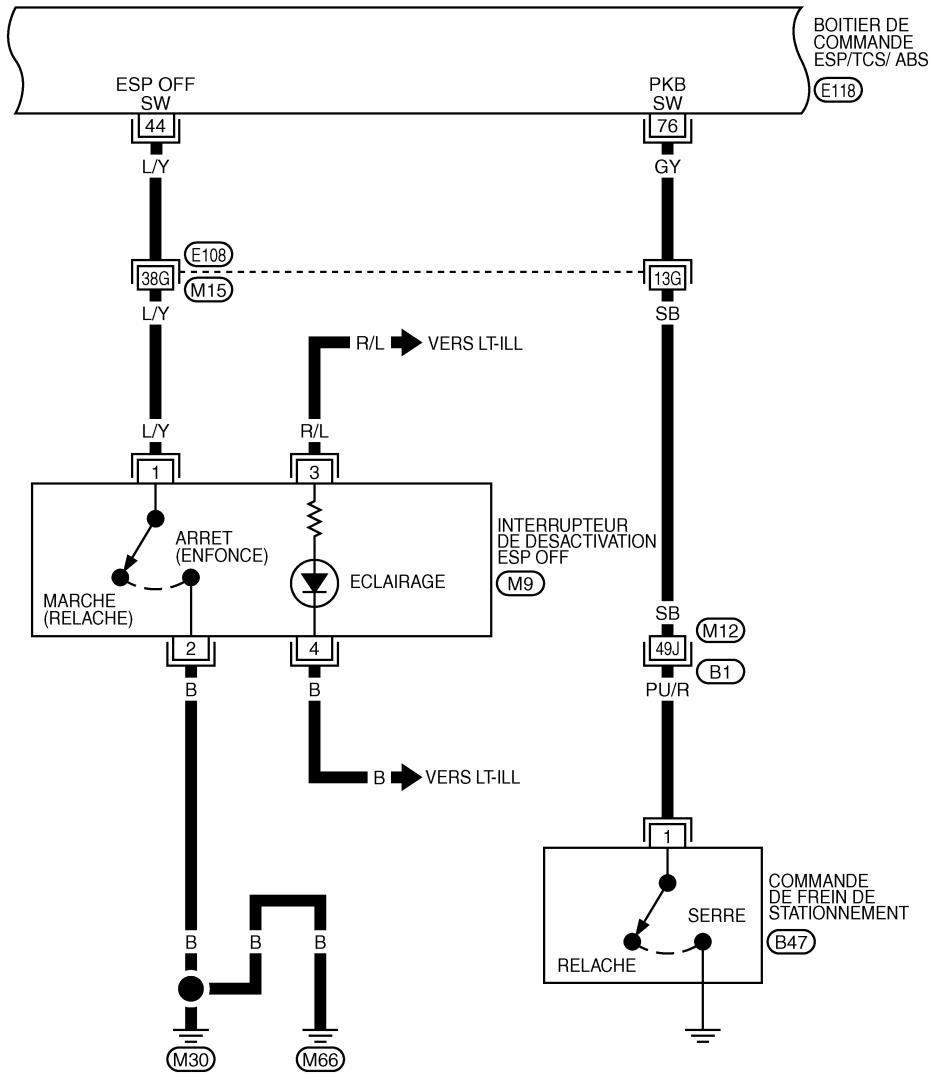 BOITIER DE
COMMANDE
ESP/TCS/ ABS
E118
ESP OFF
SW
PKB
SW
44
76
L/Y
GY
E108
38G
13G
M15
L/Y
SB
R/L
VERS LT-ILL
L/Y
R/L
1
3
ARRET
(ENFONCE)
MARCHE
(RELACHE)
ECLAIRAGE
INTERRUPTEUR
DE DESACTIVATION
ESP OFF
M9
SB
M12
2
4
49J
B1
B
B
PU/R
B
VERS LT-ILL
1
COMMANDE
DE FREIN DE
STATIONNEMENT
B47
SERRE
RELACHE
B
B
B
M30
M66